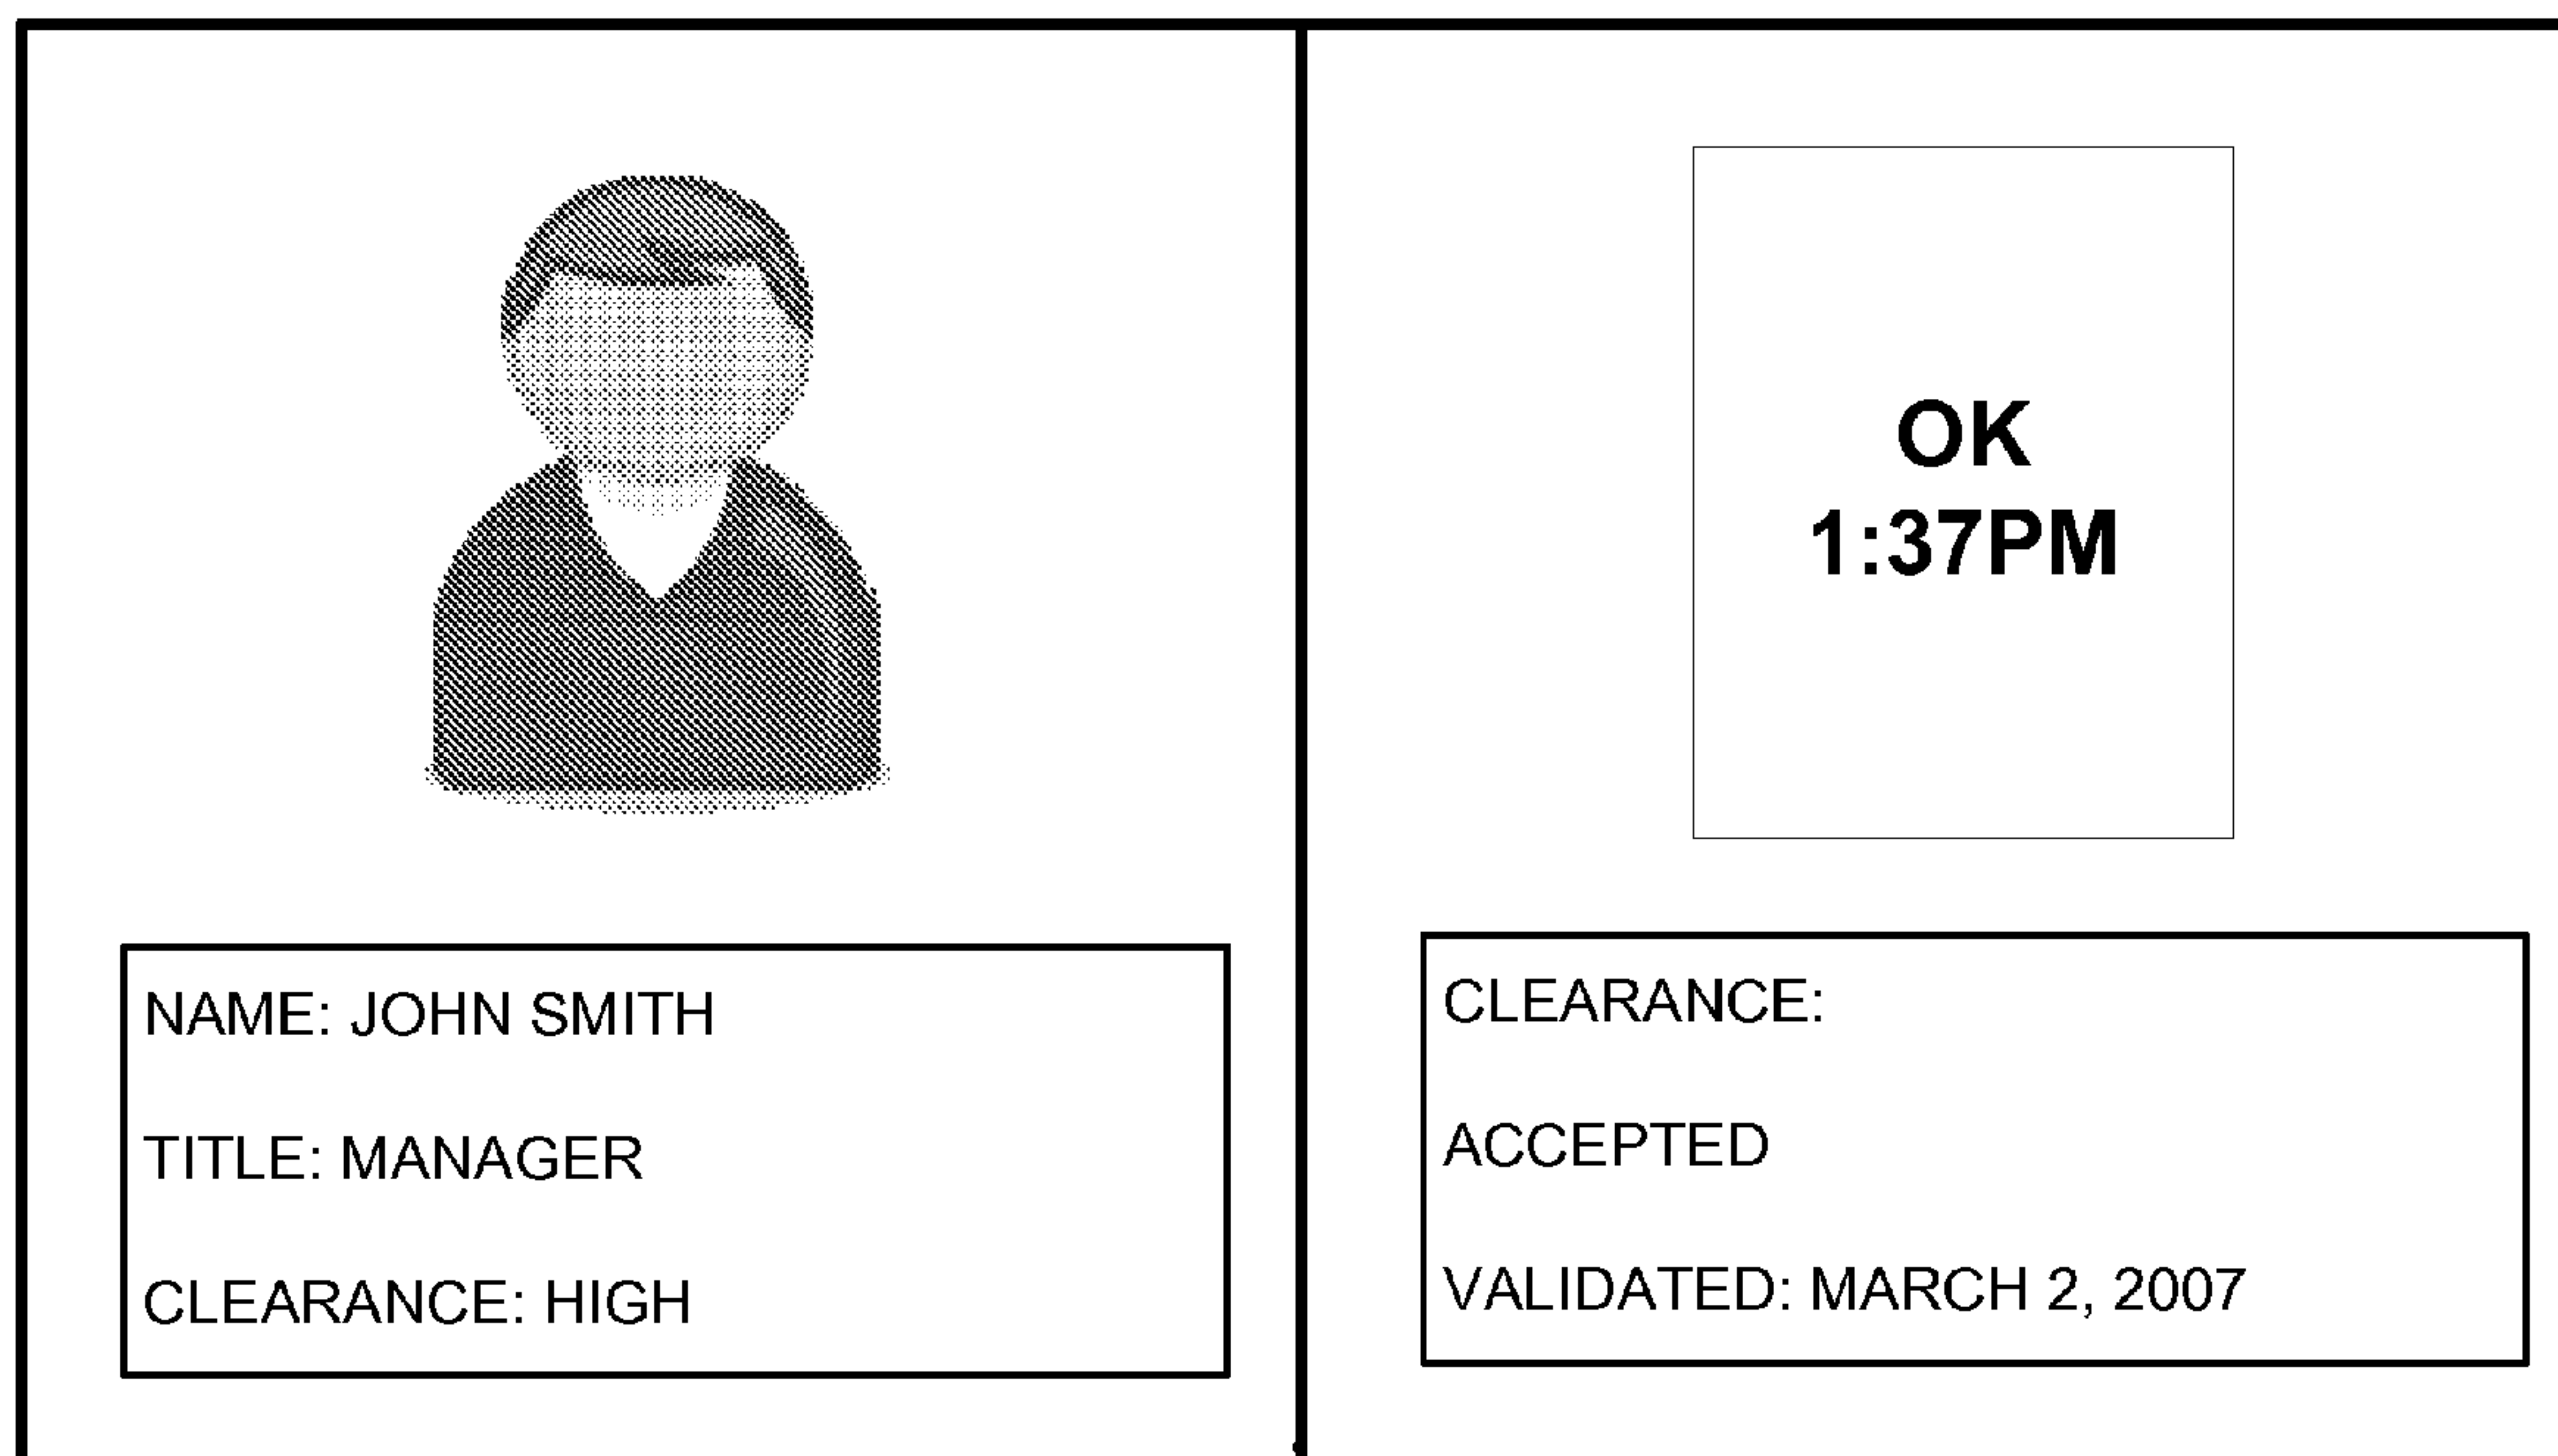 NAME: JOHN SMITH
TITLE: MANAGER
CLEARANCE: HIGH
OK
1:37PM
CLEARANCE:
ACCEPTED
VALIDATED: MARCH 2, 2007